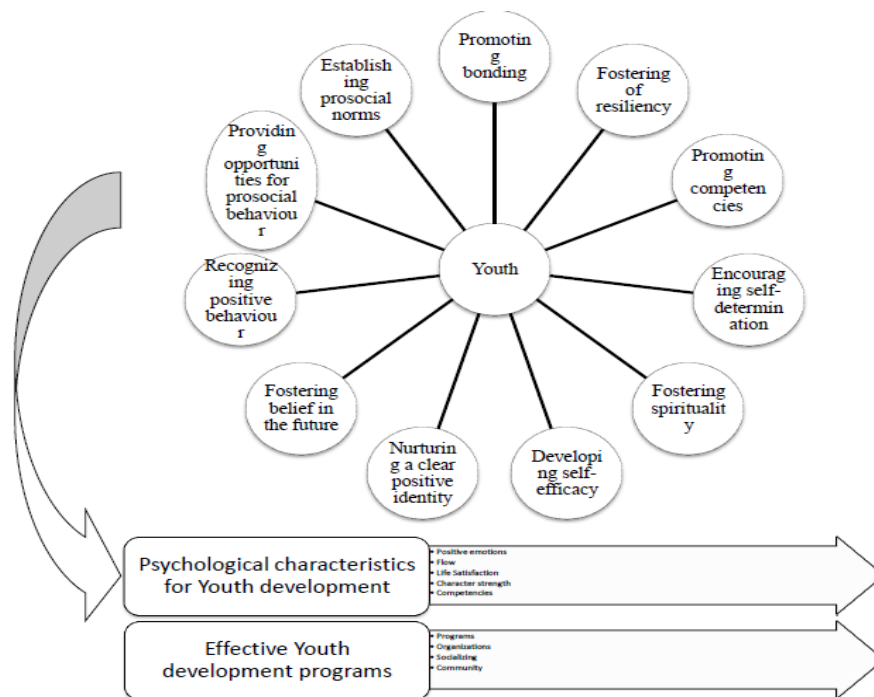 Promotin
g
bonding
Establish
ing
prosocial
norms
Fostering
of
resiliency
Providin
g
opportuni
ties for
prosocial
behaviou
r
Promotin
g
competen
cies
Youth
Recogniz
ing
positive
behaviou
r
Encourag
ing self-
determin
ation
Fostering
belief in
the future
Fostering
spiritualit
y
Nurturin
g a clear
positive
identity
Developi
ng self-
efficacy
Psychological characteristics
for Youth development
• Positive emotions
• Flow
• Life Satisfaction
• Character strength
• Competencies
Effective Youth
development programs
• Programs
• Organizations
• Socializing
• Community